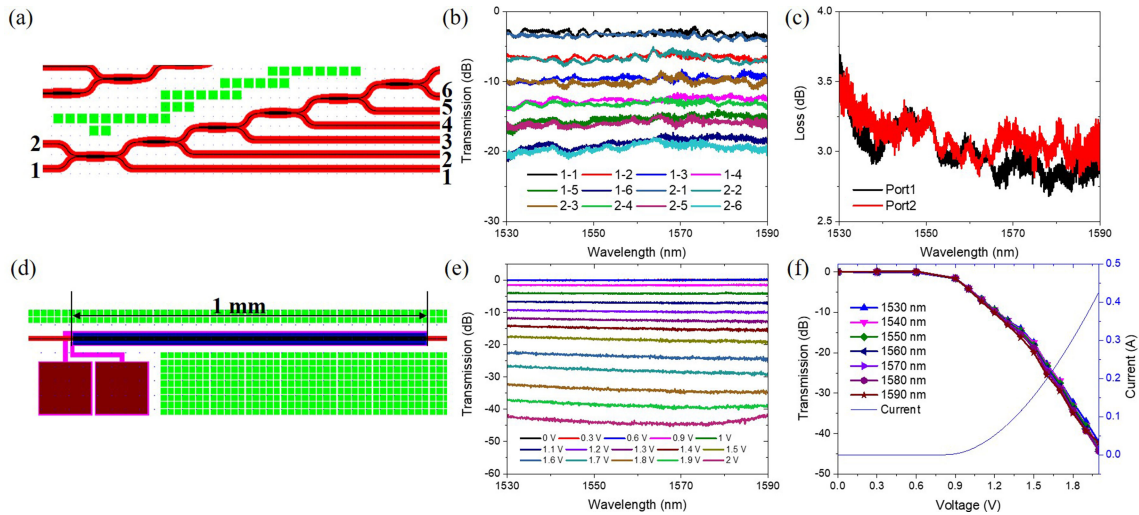 (a)
2
1
6
5
4
3
2
1
(b)
Transmission (dB)
0
-10
-20
-30
1-1 1-2 1-3 1-4
1-5 1-6 2-1 2-2
2-3 2-4 2-5 2-6
1530 1550 1570 1590
Wavelength (nm)
(c)
Loss (dB)
4.0
3.5
3.0
2.5
Port1
Port2
1530 1550 1570 1590
Wavelength (nm)
(d)
1 mm
(e)
Transmission (dB)
0
-10
-20
-30
-40
-50
-60
0 V 0.3 V 0.6 V 0.9 V 1 V
1.1 V 1.2 V 1.3 V 1.4 V 1.5 V
1.6 V 1.7 V 1.8 V 1.9 V 2 V
1530 1550 1570 1590
Wavelength (nm)
(f)
Transmission (dB)
0
-10
-20
-30
-40
-50
1530 nm
1540 nm
1550 nm
1560 nm
1570 nm
1580 nm
1590 nm
Current
0.5
0.4
0.3
0.2
0.1
0.0
Current (A)
0.0 0.3 0.6 0.9 1.2 1.5 1.8
Voltage (V)